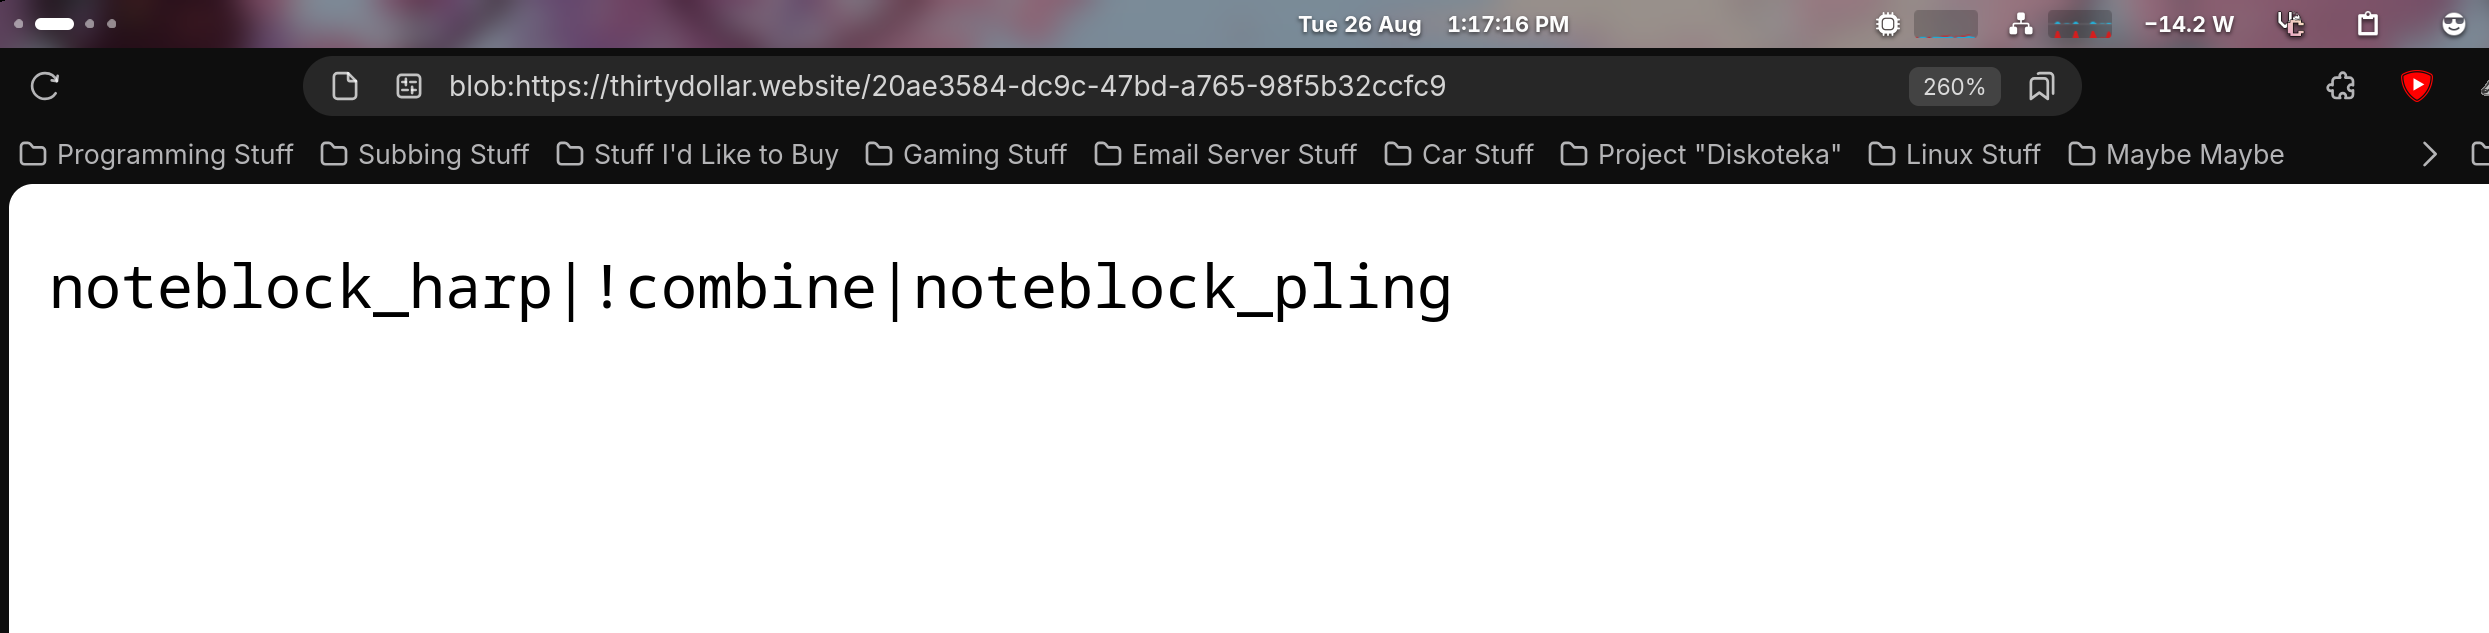 Tue 26 Aug 1:17:16 PM −14.2 W
blob:https://thirtydollar.website/20ae3584-dc9c-47bd-a765-98f5b32ccfc9 260%
Programming Stuff Subbing Stuff Stuff I'd Like to Buy Gaming Stuff Email Server Stuff Car Stuff Project "Diskoteka" Linux Stuff Maybe Maybe
noteblock_harp|!combine|noteblock_pling